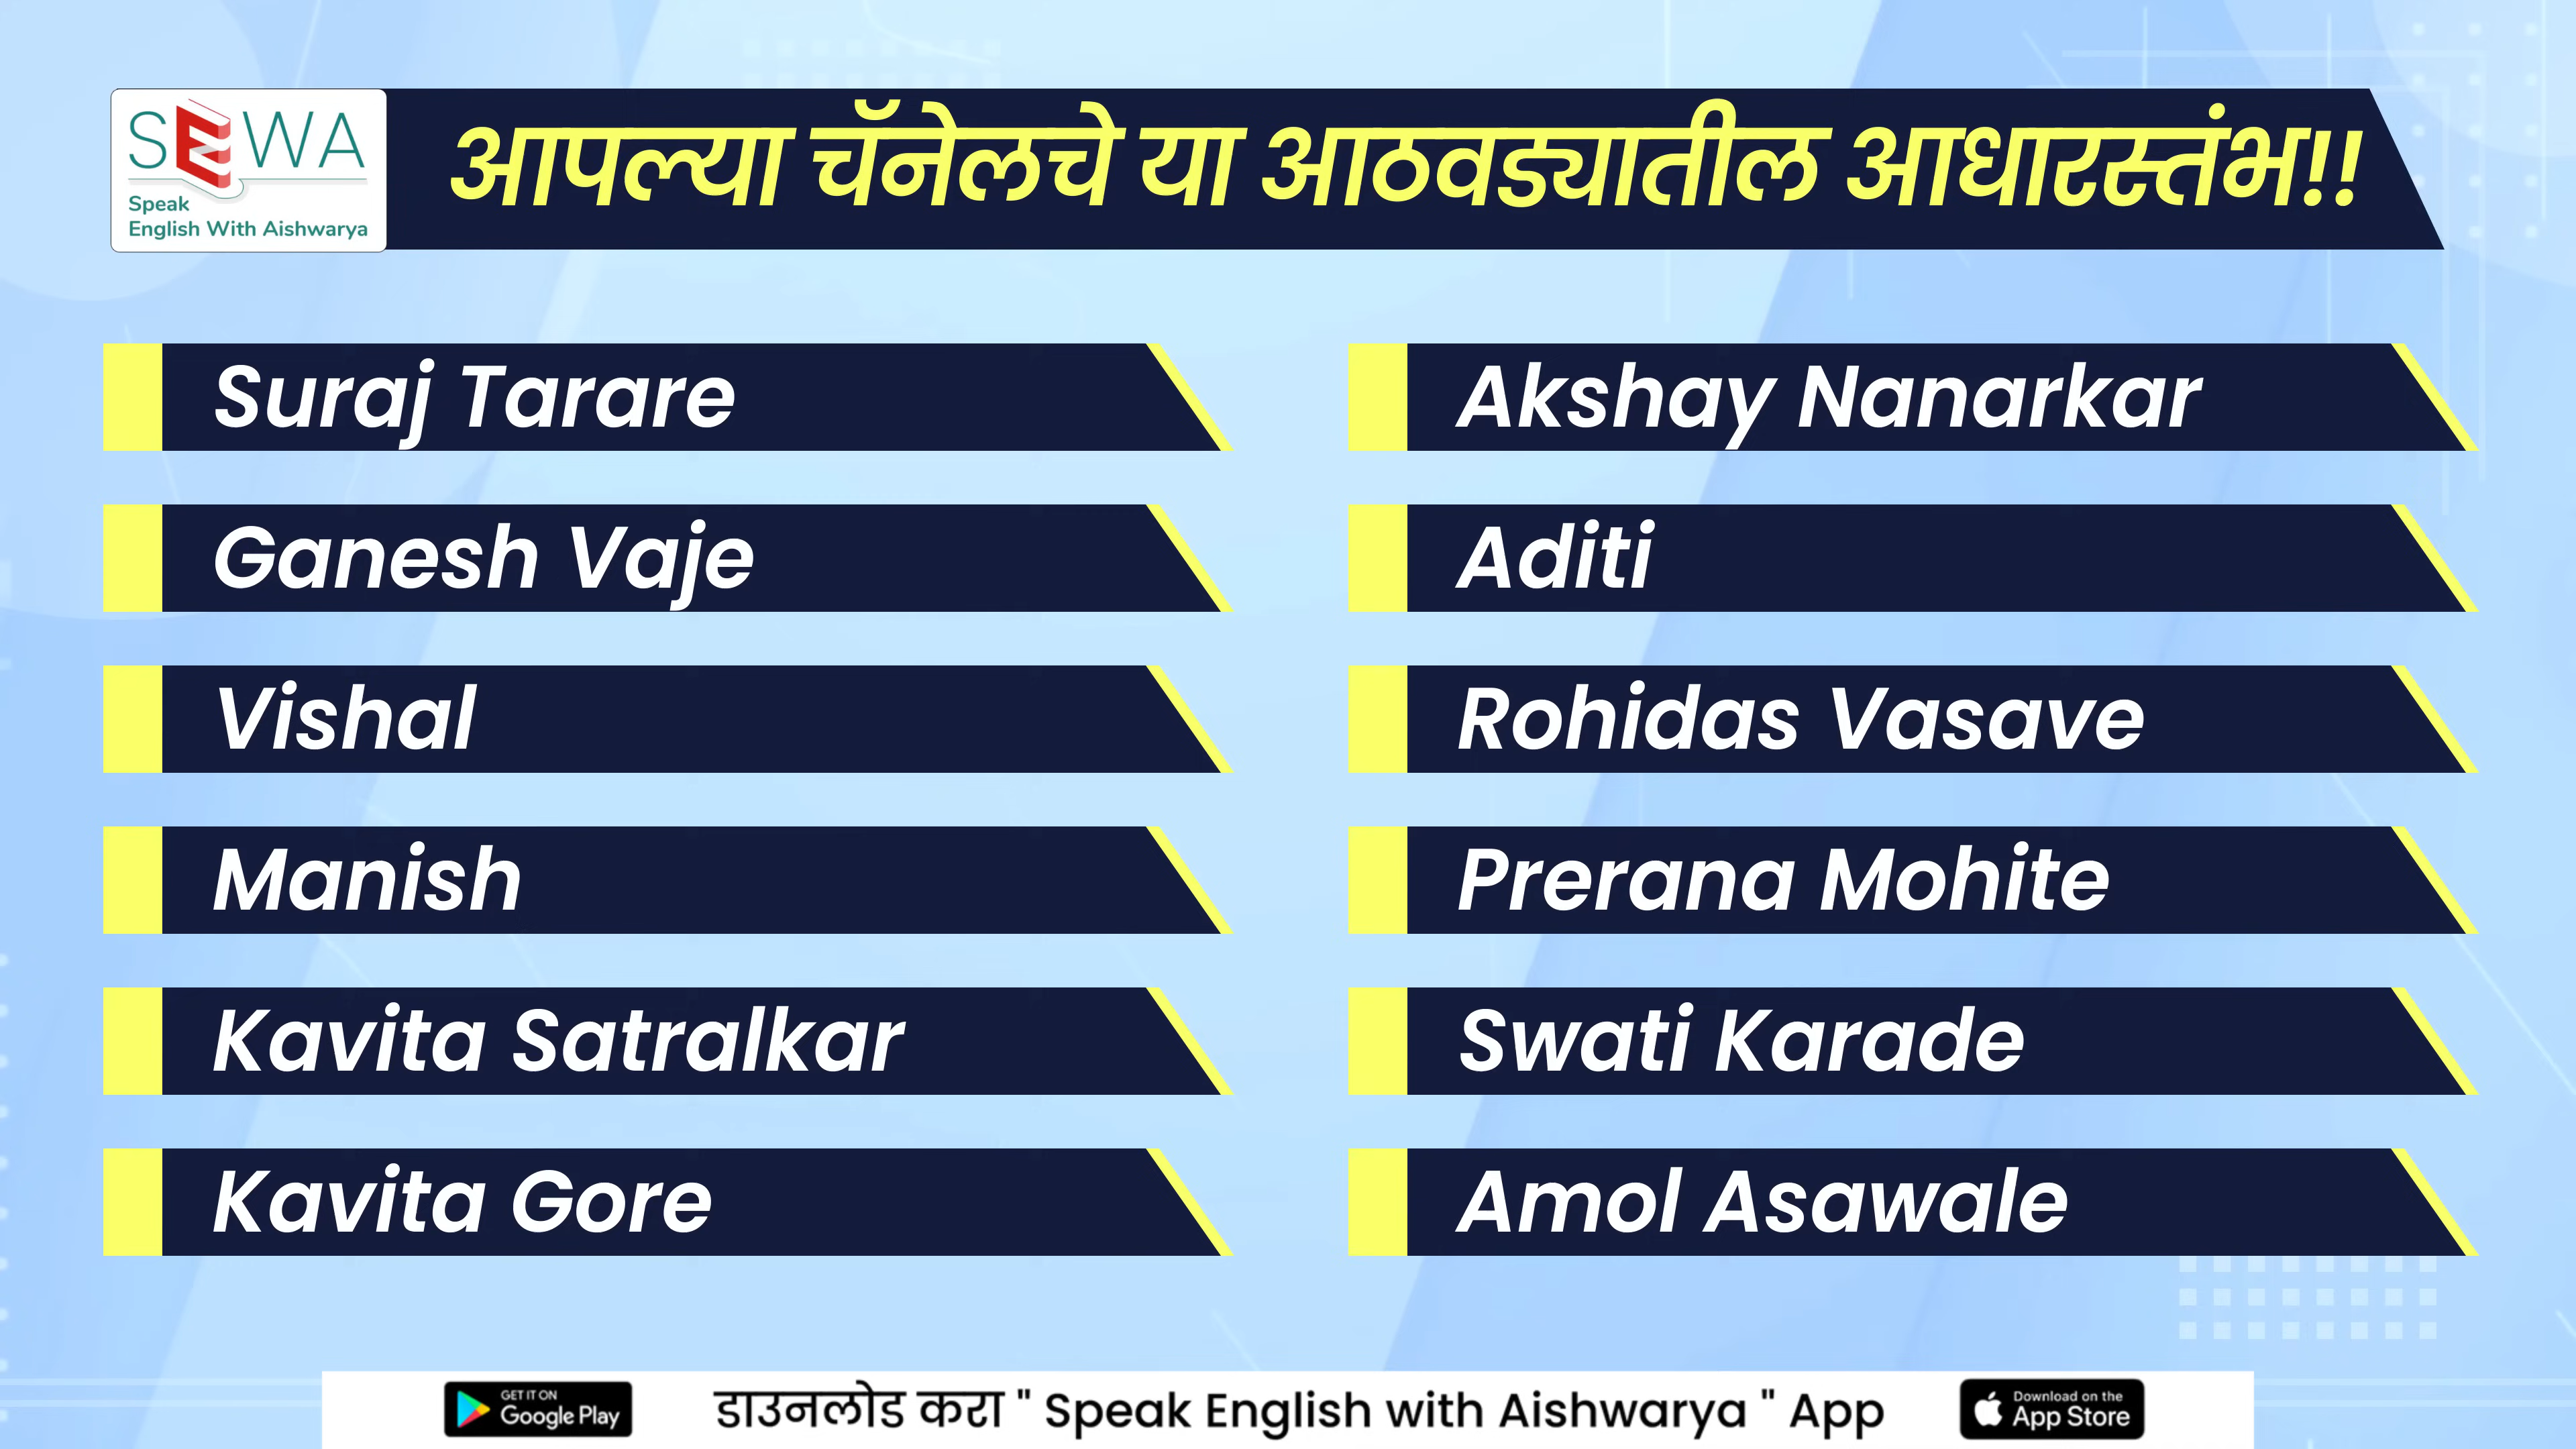 SEWA
Speak
English With Aishwarya
आपल्या चॅनेलचे या आठवड्यातील आधारस्तंभ!!
Suraj Tarare
Ganesh Vaje
Vishal
Manish
Kavita Satralkar
Kavita Gore
Akshay Nanarkar
Aditi
Rohidas Vasave
Prerana Mohite
Swati Karade
Amol Asawale
GET IT ON
Google Play
डाउनलोड करा " Speak English with Aishwarya " App
Download on the
App Store